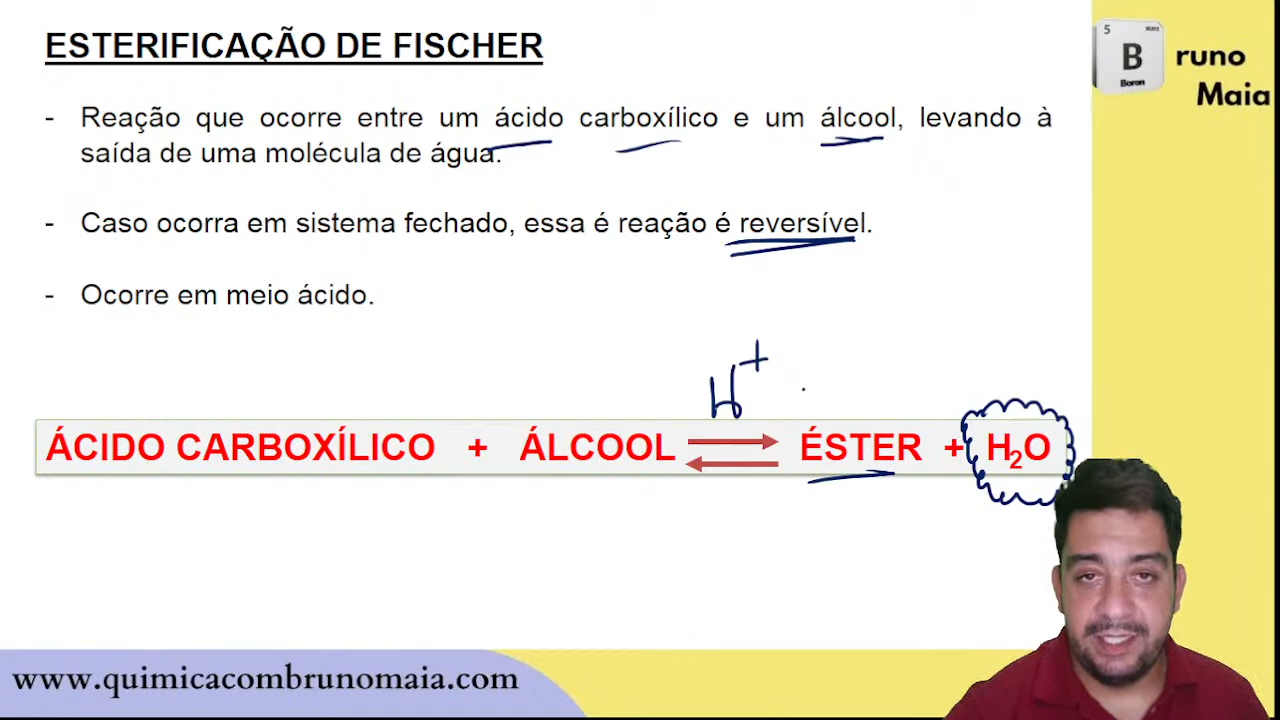 ESTERIFICAÇÃO DE FISCHER
5
B
Boron
runo
Maia
- Reação que ocorre entre um ácido carboxílico e um álcool, levando à
saída de uma molécula de água.
- Caso ocorra em sistema fechado, essa é reação é reversível.
- Ocorre em meio ácido.
H+
ÁCIDO CARBOXÍLICO + ÁLCOOL ⇌ ÉSTER + H₂O
www.quimicacombrunomaia.com